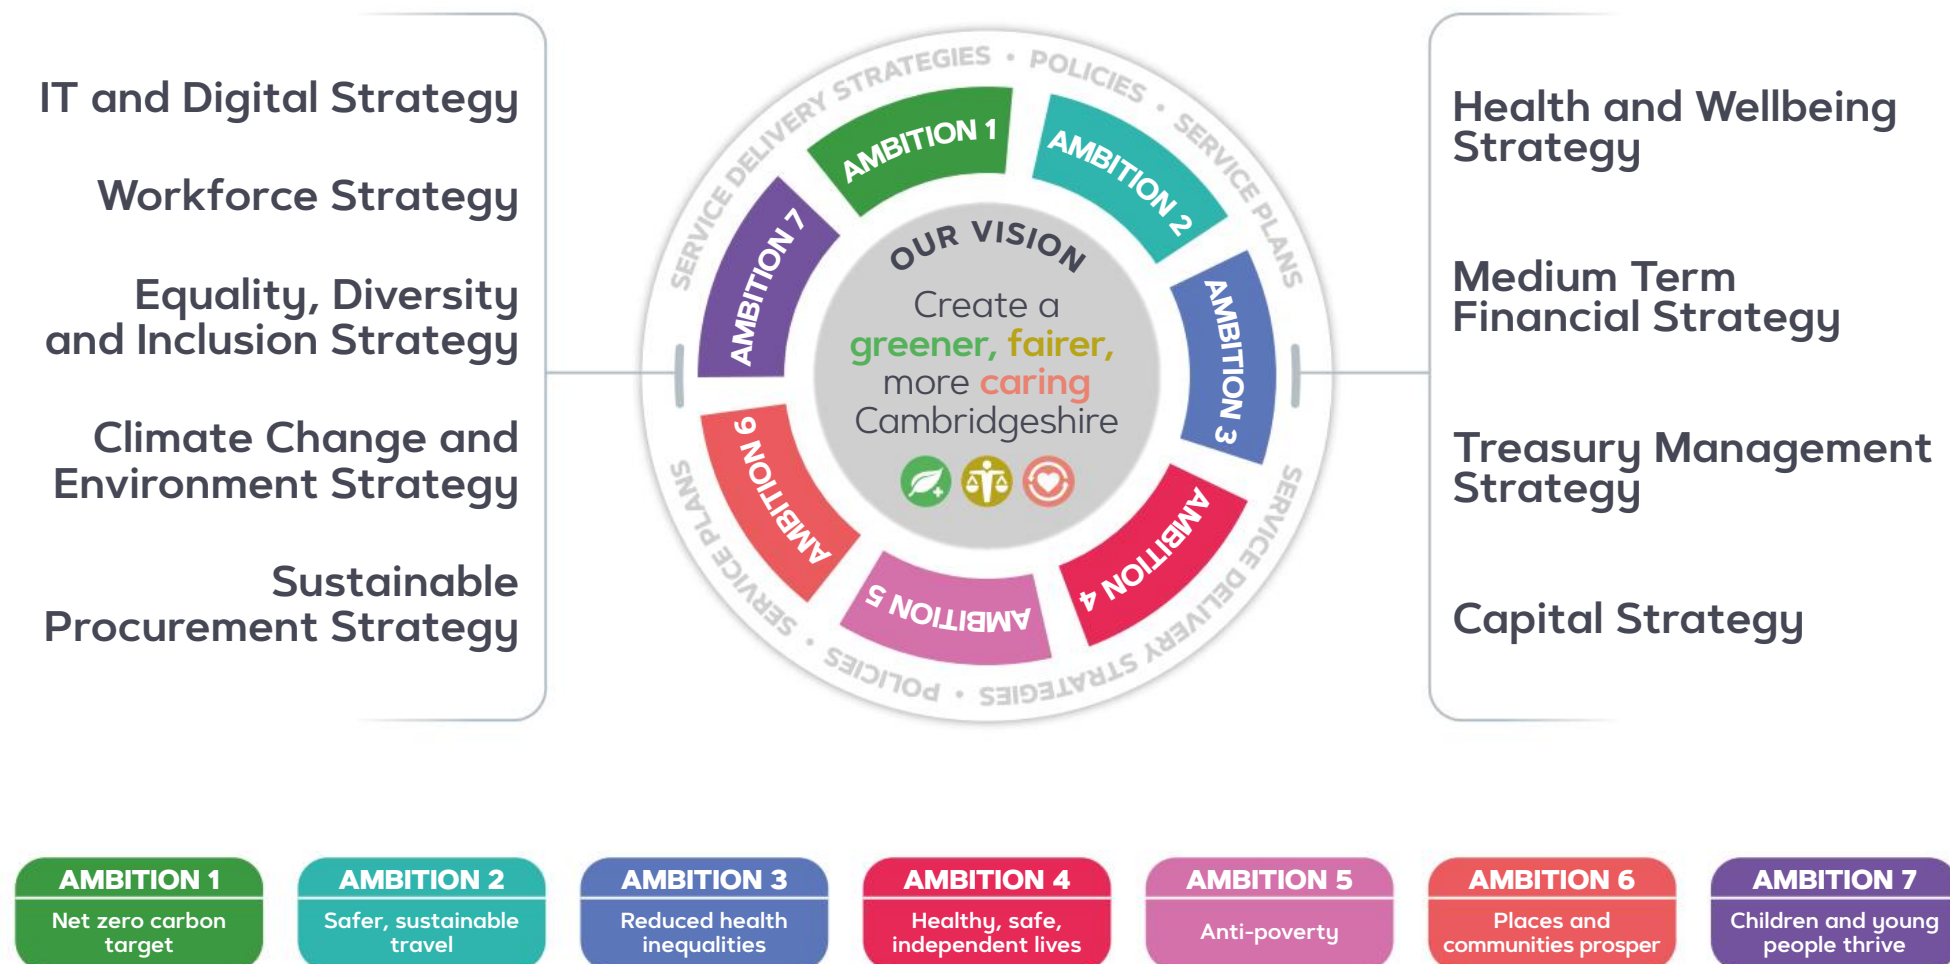 IT and Digital Strategy
Workforce Strategy
Equality, Diversity
and Inclusion Strategy
Climate Change and
Environment Strategy
Sustainable
Procurement Strategy
SERVICE DELIVERY STRATEGIES • POLICIES • SERVICE PLANS
SERVICE DELIVERY STRATEGIES • POLICIES • SERVICE PLANS
AMBITION 1
AMBITION 2
AMBITION 3
AMBITION 4
AMBITION 5
AMBITION 6
AMBITION 7
OUR VISION
Create a
greener, fairer,
more caring
Cambridgeshire
Health and Wellbeing
Strategy
Medium Term
Financial Strategy
Treasury Management
Strategy
Capital Strategy
AMBITION 1
Net zero carbon
target
AMBITION 2
Safer, sustainable
travel
AMBITION 3
Reduced health
inequalities
AMBITION 4
Healthy, safe,
independent lives
AMBITION 5
Anti-poverty
AMBITION 6
Places and
communities prosper
AMBITION 7
Children and young
people thrive